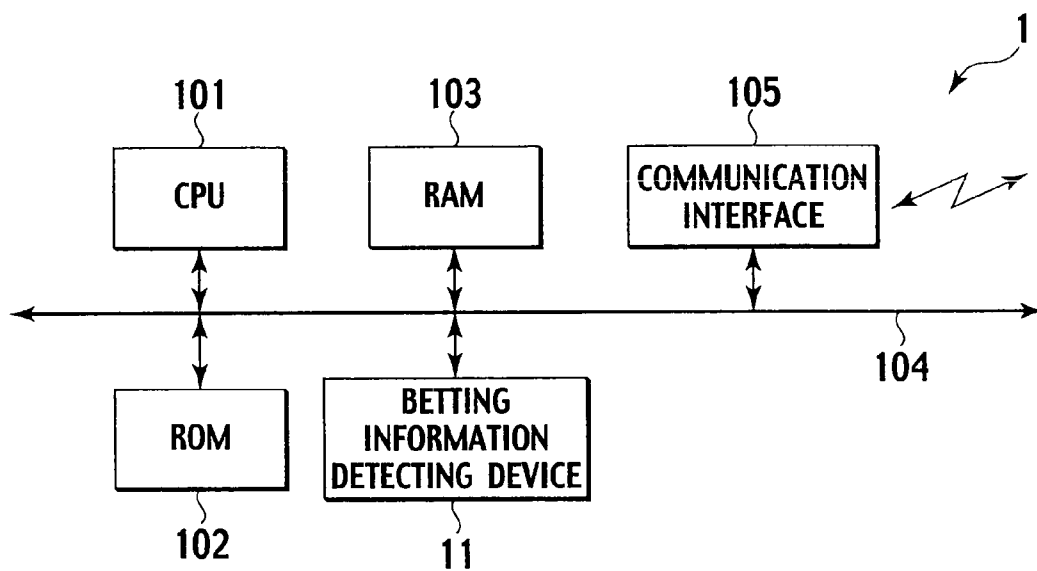 1
101
103
105
CPU
RAM
COMMUNICATION
INTERFACE
104
ROM
BETTING
INFORMATION
DETECTING DEVICE
102
11